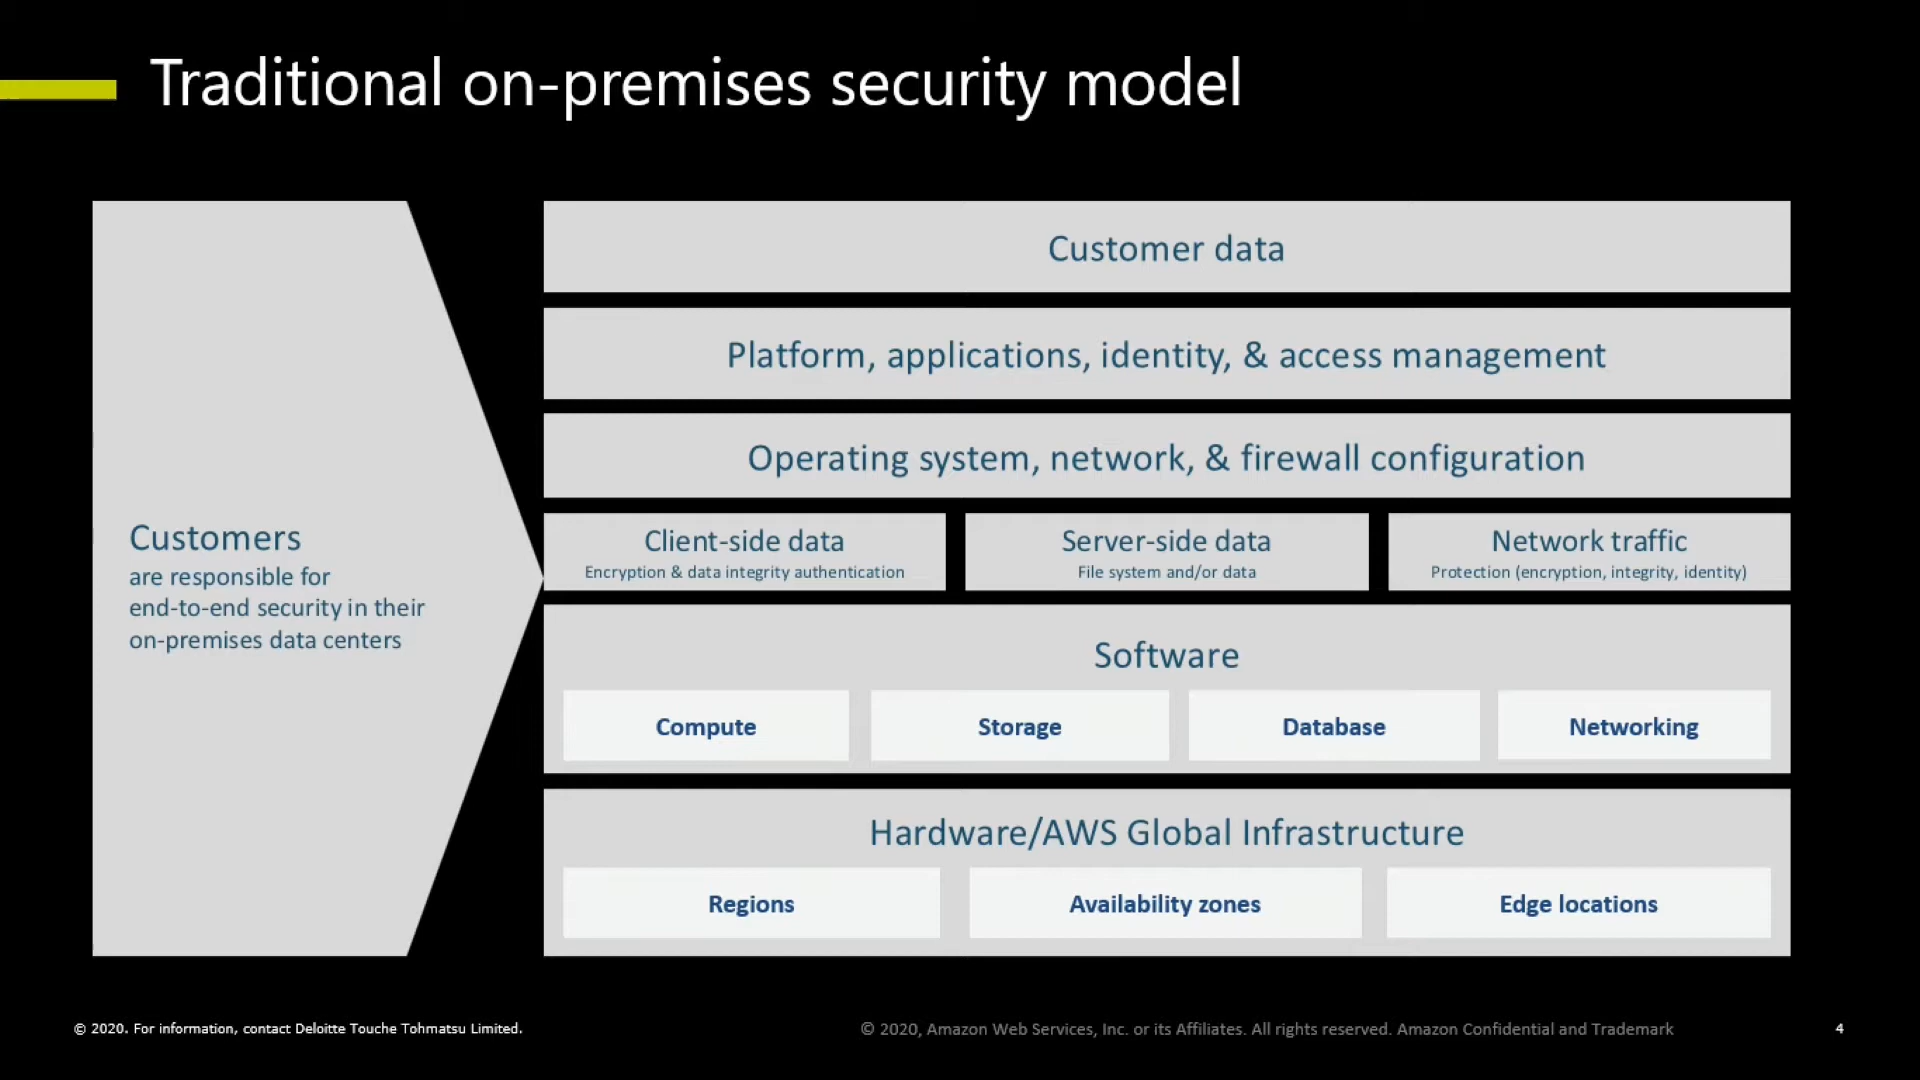 Traditional on-premises security model
Customers
are responsible for
end-to-end security in their
on-premises data centers
Customer data
Platform, applications, identity, & access management
Operating system, network, & firewall configuration
Client-side data
Encryption & data integrity authentication
Server-side data
File system and/or data
Network traffic
Protection (encryption, integrity, identity)
Software
Compute
Storage
Database
Networking
Hardware/AWS Global Infrastructure
Regions
Availability zones
Edge locations
© 2020. For information, contact Deloitte Touche Tohmatsu Limited.
© 2020, Amazon Web Services, Inc. or its Affiliates. All rights reserved. Amazon Confidential and Trademark
4